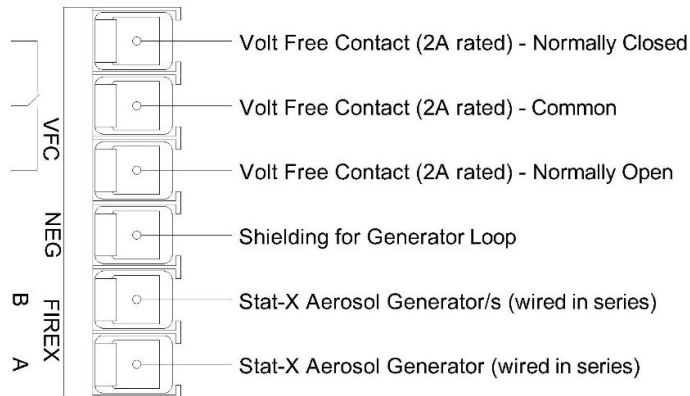 Volt Free Contact (2A rated) - Normally Closed
Volt Free Contact (2A rated) - Common
Volt Free Contact (2A rated) - Normally Open
Shielding for Generator Loop
Stat-X Aerosol Generator/s (wired in series)
Stat-X Aerosol Generator (wired in series)
VFC
NEG
FIREX
B
A